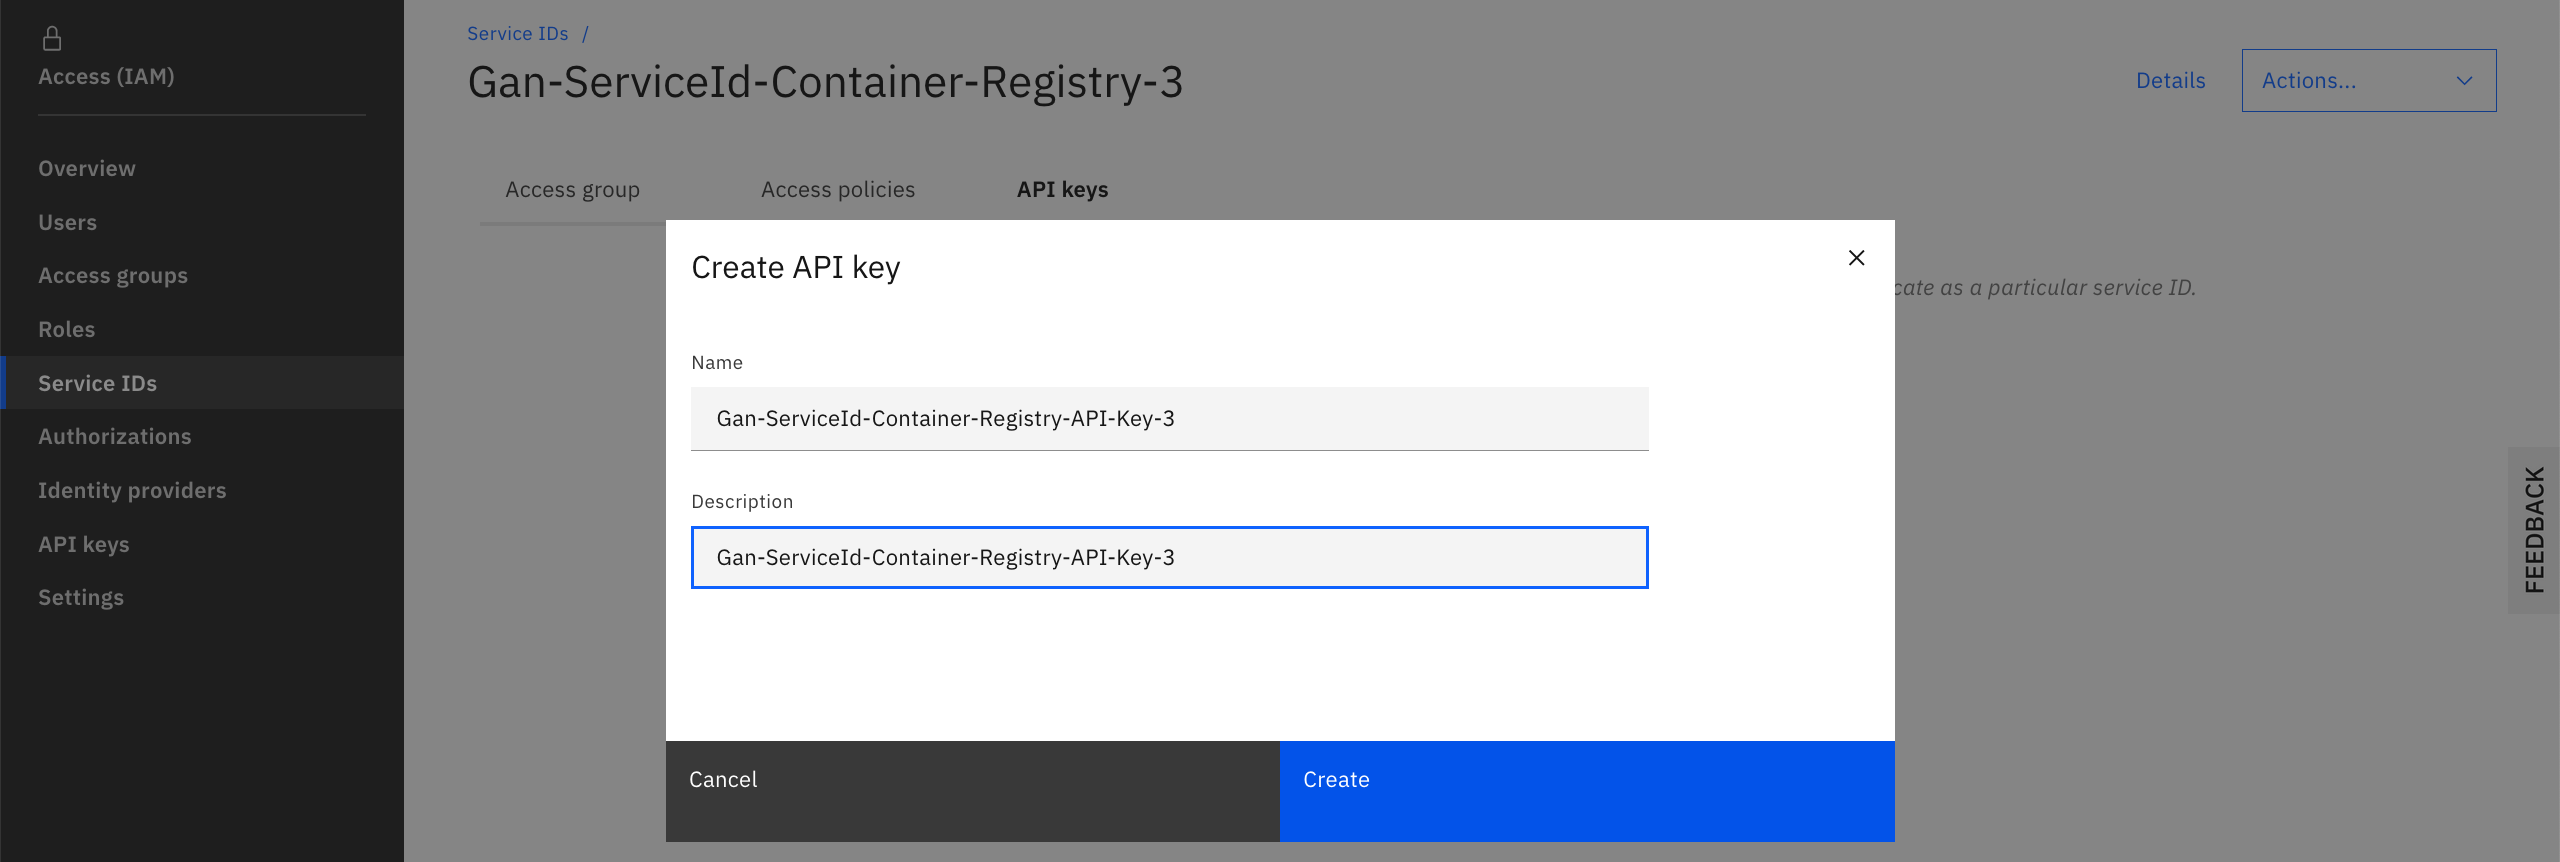 Access (IAM)
Overview
Users
Access groups
Roles
Service IDs
Authorizations
Identity providers
API keys
Settings
Service IDs /
Gan-ServiceId-Container-Registry-3
Details
Actions...
Access group
Access policies
API keys
cate as a particular service ID.
Create API key
Name
Gan-ServiceId-Container-Registry-API-Key-3
Description
Gan-ServiceId-Container-Registry-API-Key-3
Cancel
Create
FEEDBACK